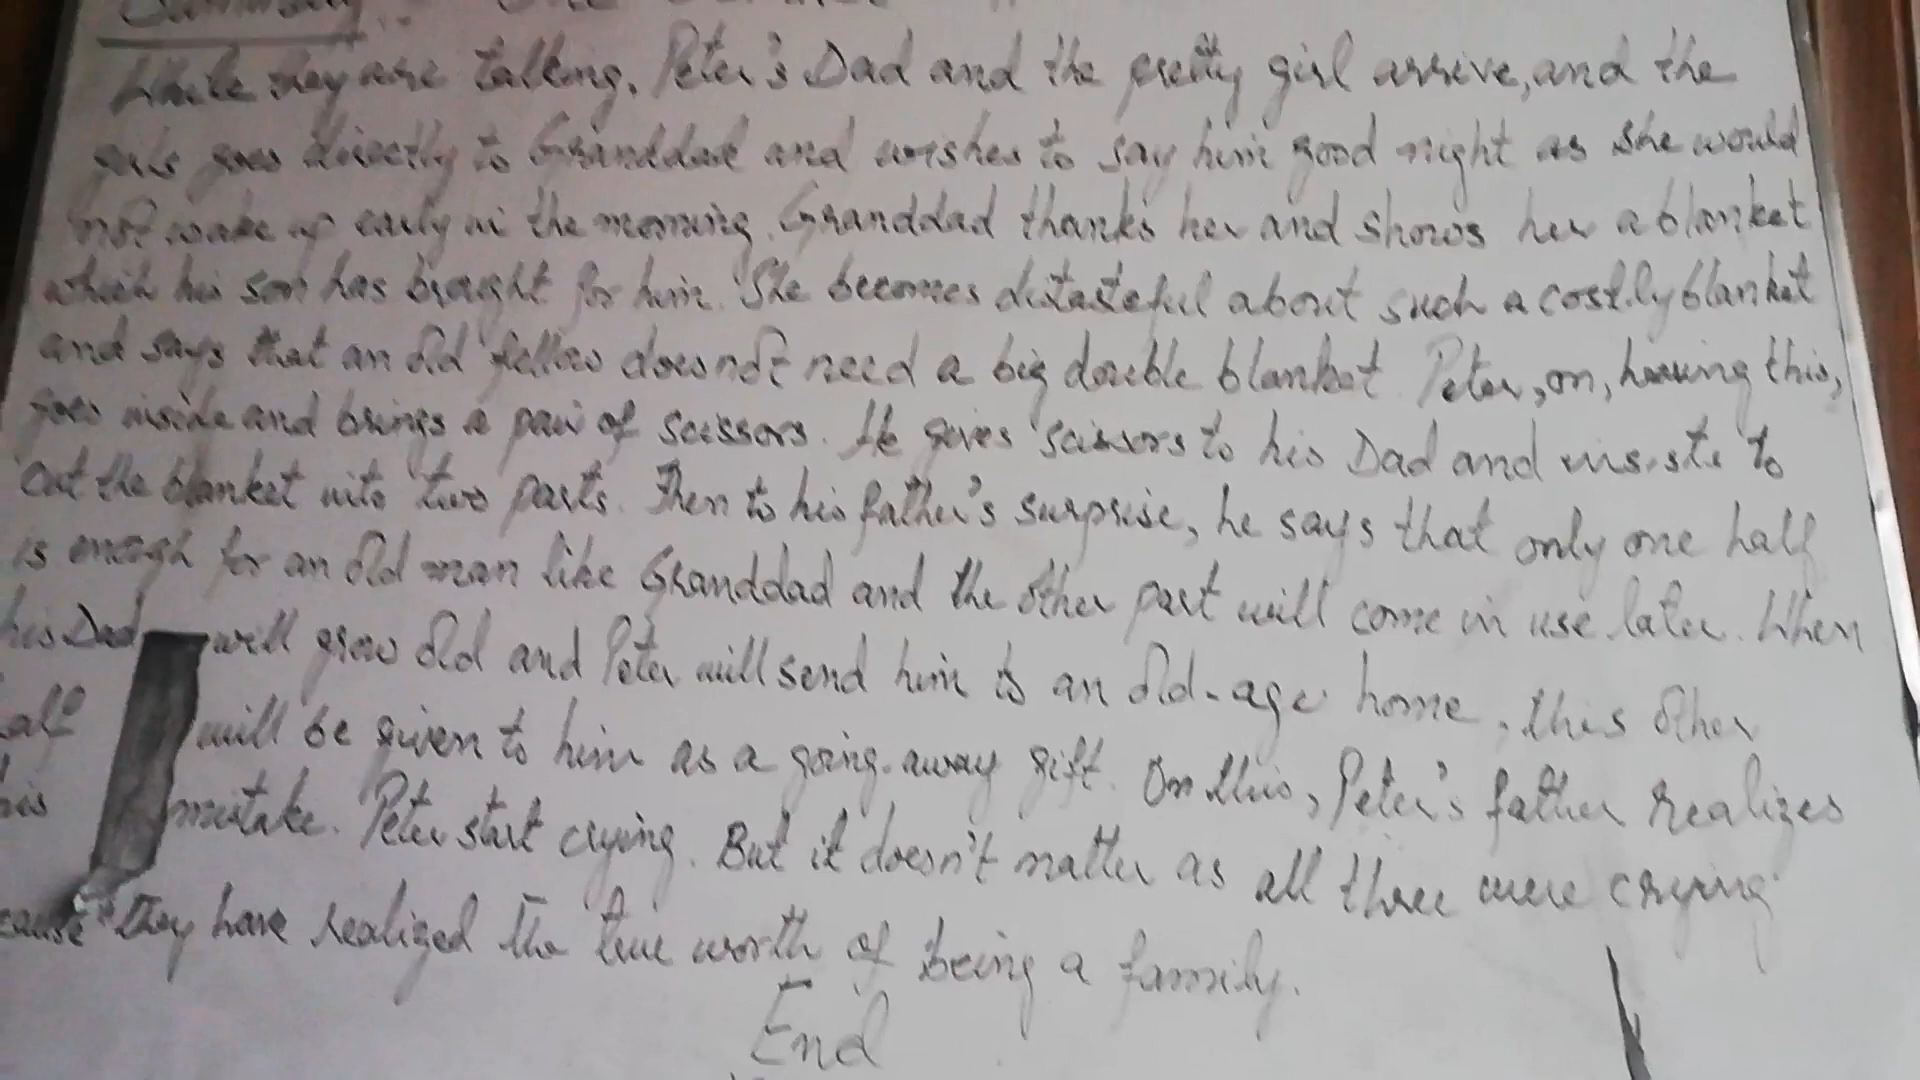 Summary :
While they are talking, Peter's Dad and the pretty girl arrive, and the
girls goes directly to Granddad and wishes to say him good night as she would
not wake up early in the morning. Granddad thanks her and shows her a blanket
which his son has brought for him. She becomes distasteful about such a costly blanket
and says that an old fellow does not need a big double blanket. Peter, on, hearing this,
goes inside and brings a pair of scissors. He gives scissors to his Dad and insists to
cut the blanket into two parts. Then to his father's surprise, he says that only one half
is enough for an old man like Granddad and the other part will come in use later. When
his Dad will grow old and Peter will send him to an old-age home, this other
alf will be given to him as a going-away gift. On this, Peter's father realizes
his mistake. Peter start crying. But it doesn't matter as all three were crying
cause they have realized the true worth of being a family.
End